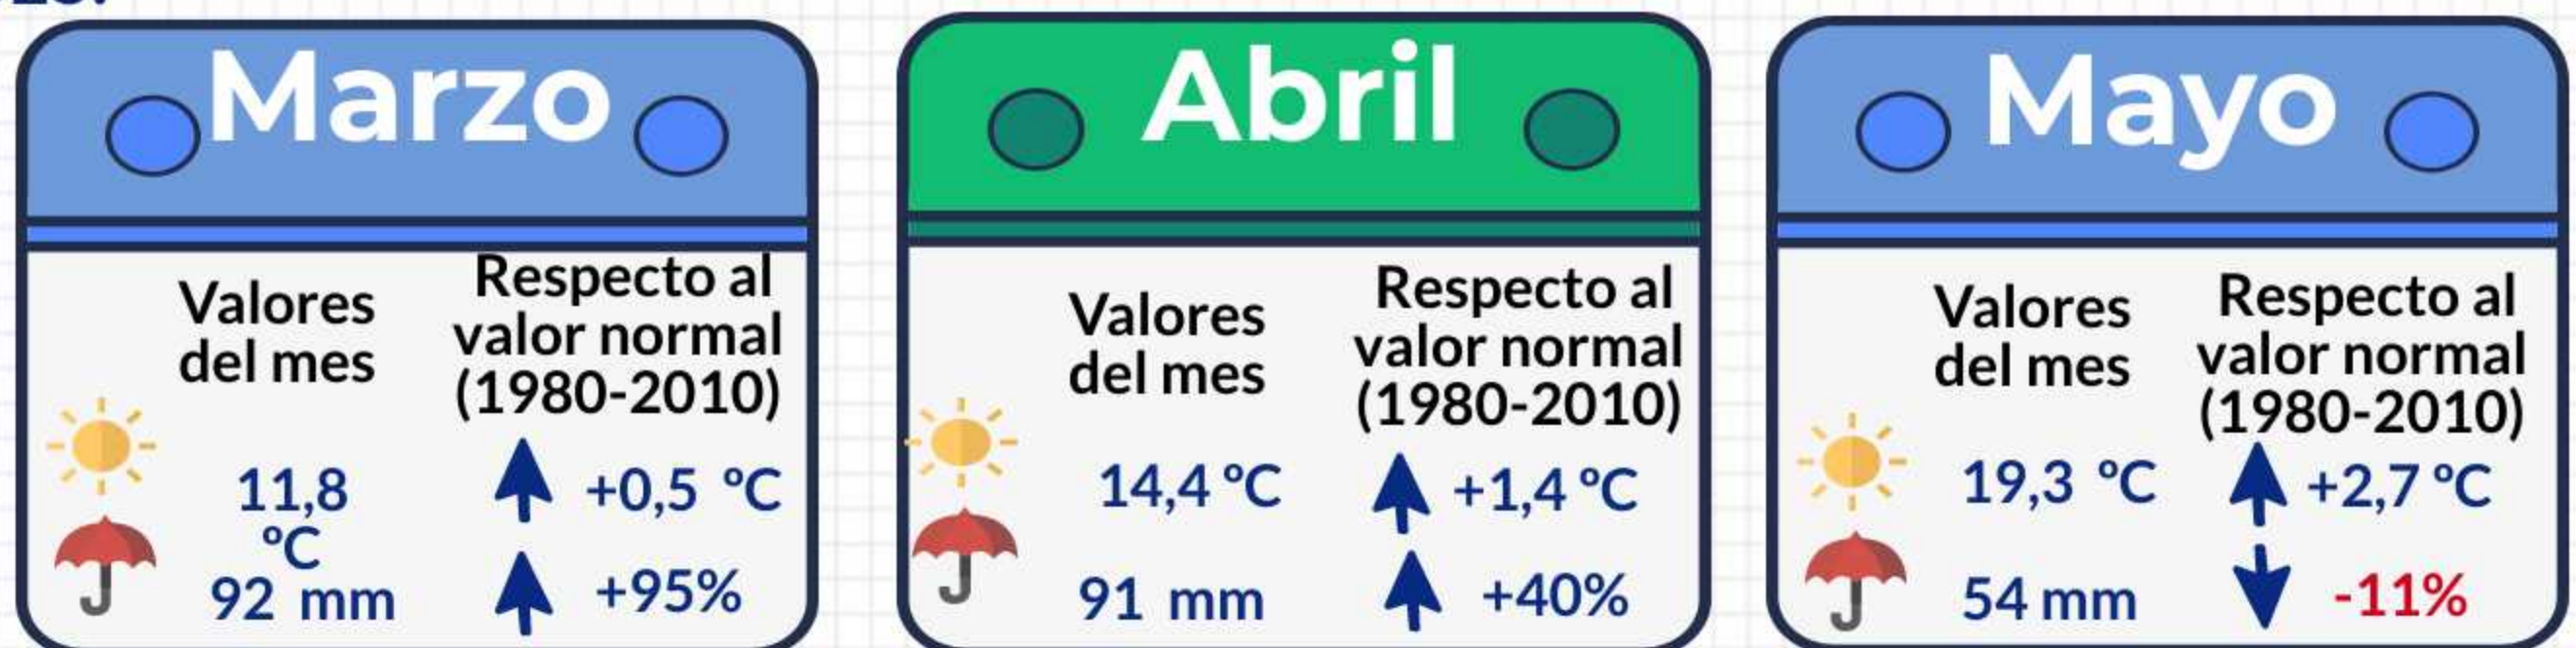 Marzo
Valores
del mes
Respecto al
valor normal
(1980-2010)
11,8
ºC
+0,5 ºC
92 mm
+95%
Abril
Valores
del mes
Respecto al
valor normal
(1980-2010)
14,4 ºC
+1,4 ºC
91 mm
+40%
Mayo
Valores
del mes
Respecto al
valor normal
(1980-2010)
19,3 ºC
+2,7 ºC
54 mm
-11%